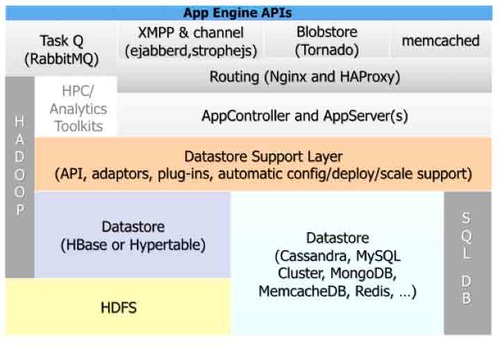 App Engine APIs
Task Q
(RabbitMQ)
XMPP & channel
(ejabberd,strophejs)
Blobstore
(Tornado)
memcached
Routing (Nginx and HAProxy)
HADOOP
HPC/
Analytics
Toolkits
AppController and AppServer(s)
Datastore Support Layer
(API, adaptors, plug-ins, automatic config/deploy/scale support)
Datastore
(HBase or Hypertable)
Datastore
(Cassandra, MySQL
Cluster, MongoDB,
MemcacheDB, Redis, ...)
SQL DB
HDFS